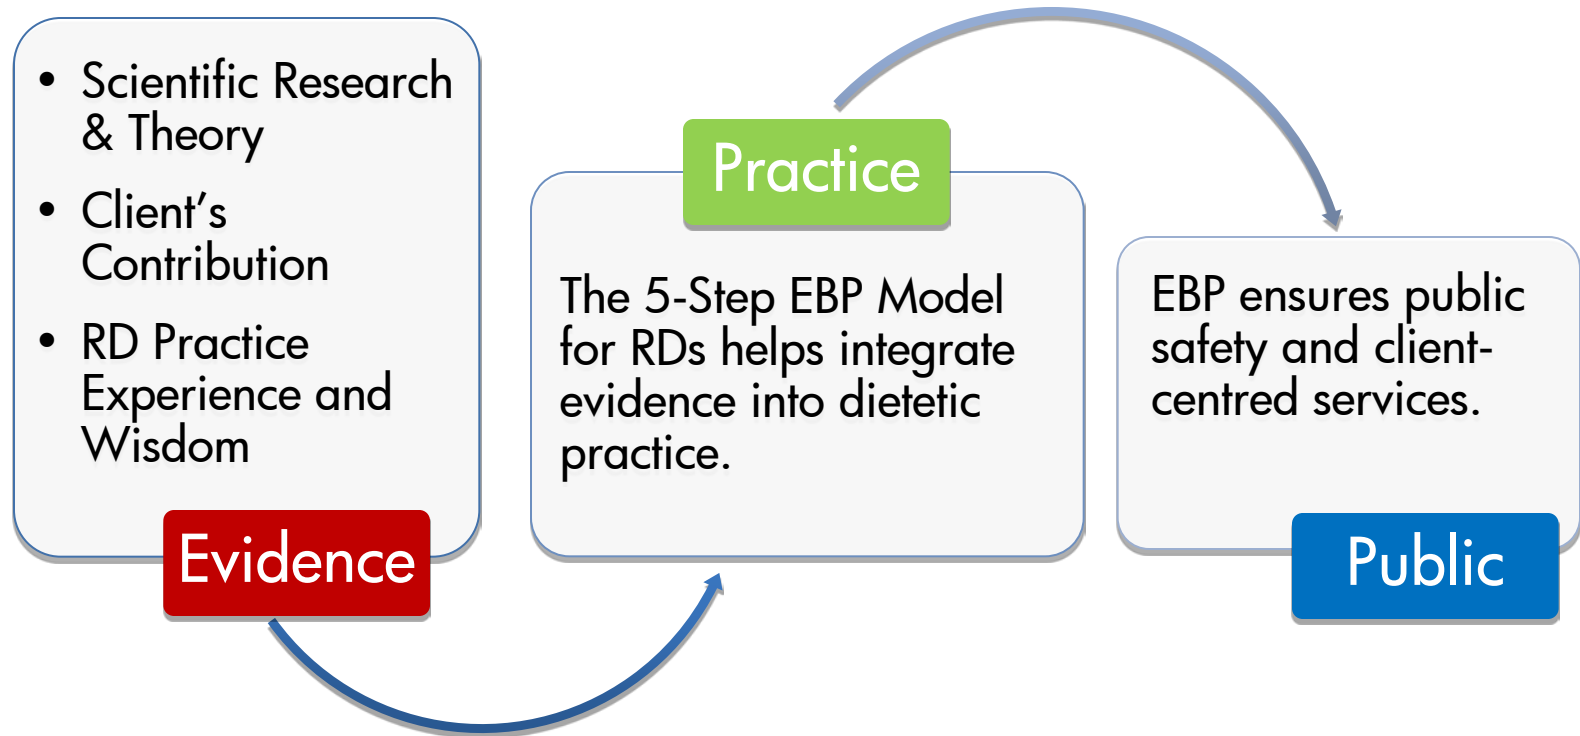 • Scientific Research
& Theory
• Client’s
Contribution
• RD Practice
Experience and
Wisdom
Evidence
Practice
The 5-Step EBP Model
for RDs helps integrate
evidence into dietetic
practice.
EBP ensures public
safety and client-
centred services.
Public